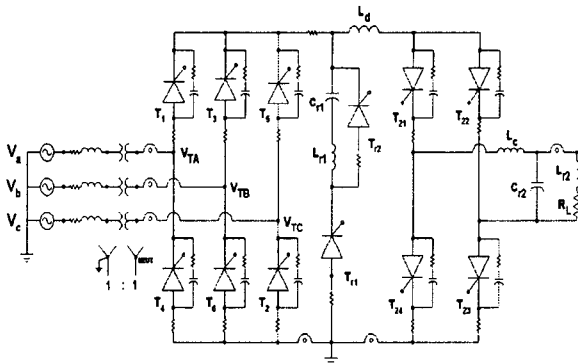 L_d
T_1
T_3
T_5
C_r1
T_r2
T_21
T_22
L_r1
L_c
V_a
V_TA
V_b
V_TB
C_r2
L_r2
R_L
V_c
V_TC
1 : 1
T_4
T_6
T_2
T_r1
T_24
T_23